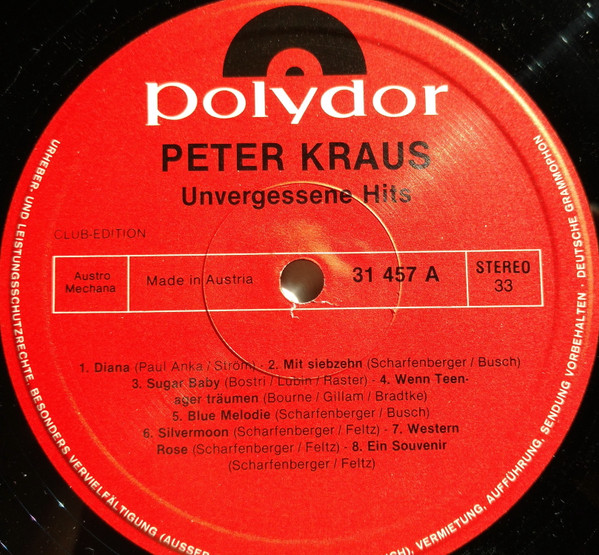 polydor
PETER KRAUS
Unvergessene Hits
CLUB-EDITION
Austro
Mechana
Made in Austria
31 457 A
STEREO
33
1. Diana (Paul Anka / Ström) · 2. Mit siebzehn (Scharfenberger / Busch)
3. Sugar Baby (Bostri / Lubin / Raster) · 4. Wenn Teen-
ager träumen (Bourne / Gillam / Bradtke)
5. Blue Melodie (Scharfenberger / Busch)
6. Silvermoon (Scharfenberger / Feltz) · 7. Western
Rose (Scharfenberger / Feltz) · 8. Ein Souvenir
(Scharfenberger / Feltz)
URHEBER- UND LEISTUNGSSCHUTZRECHTE, BESONDERS VERVIELFÄLTIGUNG (AUSSER
), VERMIETUNG, AUFFÜHRUNG, SENDUNG VORBEHALTEN · DEUTSCHE GRAMMOPHON